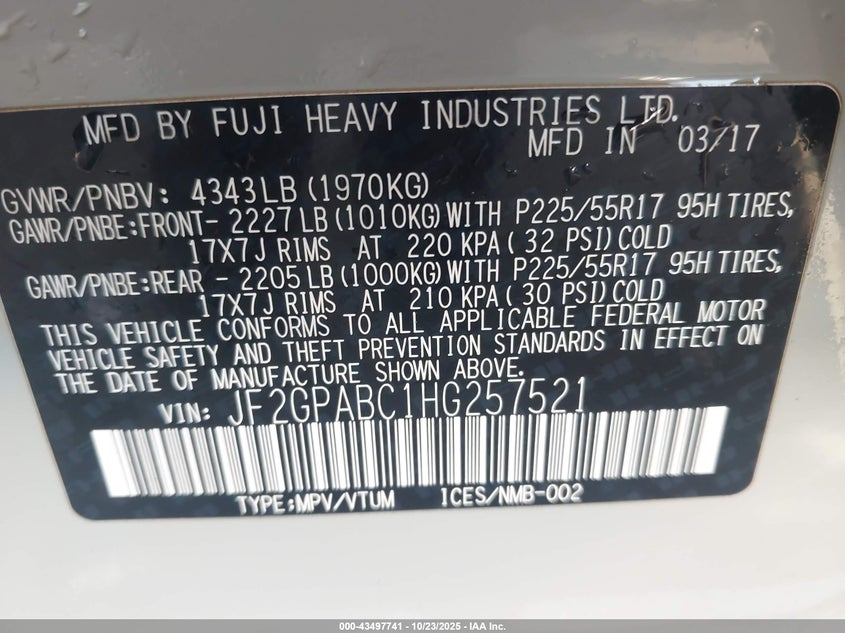 MFD BY FUJI HEAVY INDUSTRIES LTD.
MFD IN 03/17
GVWR/PNBV: 4343LB (1970KG)
GAWR/PNBE:FRONT- 2227LB (1010KG) WITH P225/55R17 95H TIRES,
17X7J RIMS AT 220 KPA ( 32 PSI) COLD
GAWR/PNBE:REAR - 2205LB (1000KG) WITH P225/55R17 95H TIRES,
17X7J RIMS AT 210 KPA ( 30 PSI) COLD
THIS VEHICLE CONFORMS TO ALL APPLICABLE FEDERAL MOTOR
VEHICLE SAFETY AND THEFT PREVENTION STANDARDS IN EFFECT ON
THE DATE OF MANUFACTURE SHOWN ABOVE.
VIN: JF2GPABC1HG257521
TYPE:MPV/VTUM ICES/NMB-002
000-43497741 - 10/23/2025 - IAA Inc.